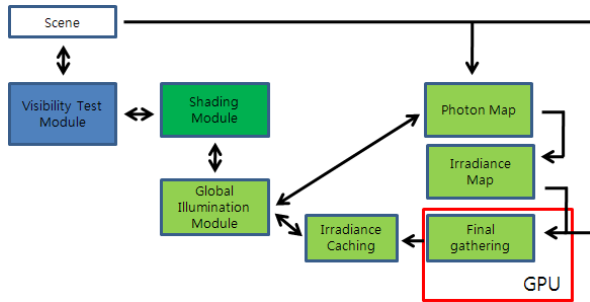 Scene
Visibility Test
Module
Shading
Module
Photon Map
Irradiance
Map
Global
Illumination
Module
Irradiance
Caching
Final
gathering
GPU